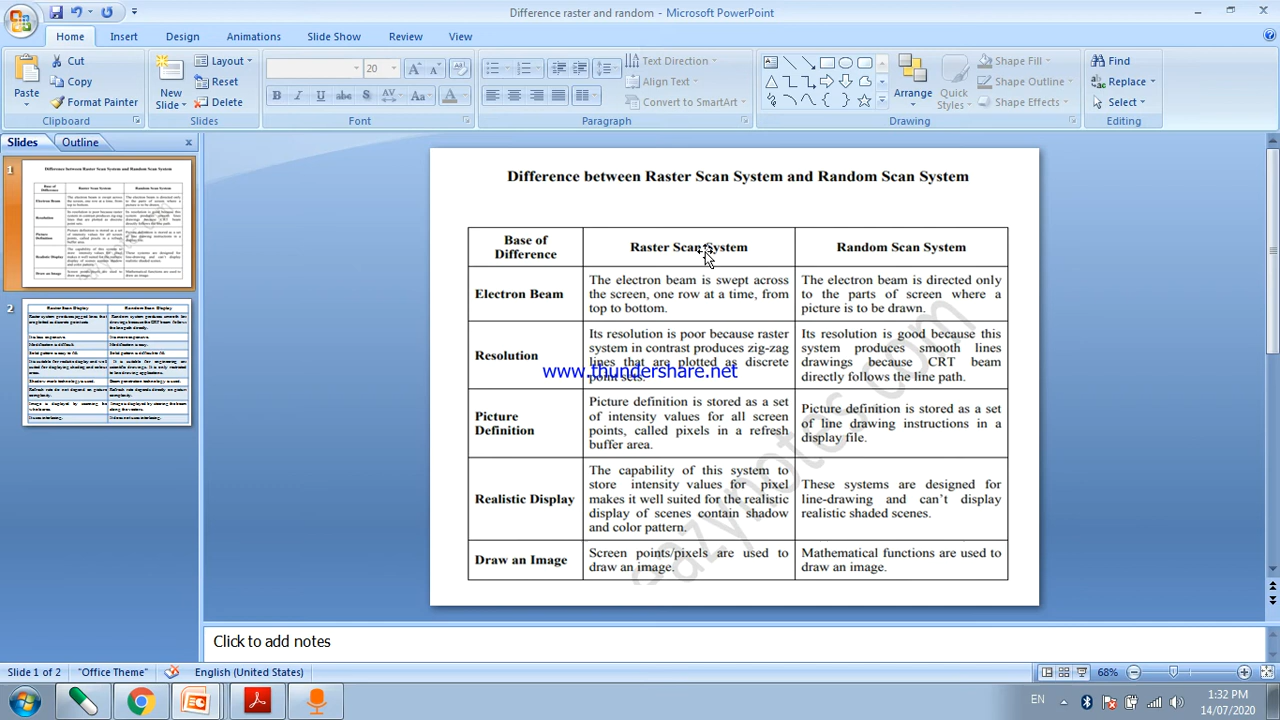 Difference raster and random - Microsoft PowerPoint
Home Insert Design Animations Slide Show Review View
Paste
Cut
Copy
Format Painter
Clipboard
New Slide
Layout
Reset
Delete
Slides
20
Font
Text Direction
Align Text
Convert to SmartArt
Paragraph
Arrange
Quick Styles
Shape Fill
Shape Outline
Shape Effects
Drawing
Find
Replace
Select
Editing
Slides Outline
1
2
Difference between Raster Scan System and Random Scan System
Base of
Difference
Raster Scan System
Random Scan System
Electron Beam
The electron beam is swept across
the screen, one row at a time, from
top to bottom.
The electron beam is directed only
to the parts of screen where a
picture is to be drawn.
Resolution
Its resolution is poor because raster
system in contrast produces zig-zag
lines that are plotted as discrete
point sets.
Its resolution is good because this
system produces smooth lines
drawings because CRT beam
directly follows the line path.
www.thundershare.net
Picture
Definition
Picture definition is stored as a set
of intensity values for all screen
points, called pixels in a refresh
buffer area.
Picture definition is stored as a set
of line drawing instructions in a
display file.
Realistic Display
The capability of this system to
store intensity values for pixel
makes it well suited for the realistic
display of scenes contain shadow
and color pattern.
These systems are designed for
line-drawing and can't display
realistic shaded scenes.
Draw an Image
Screen points/pixels are used to
draw an image.
Mathematical functions are used to
draw an image.
Click to add notes
Slide 1 of 2 "Office Theme" English (United States) 68%
EN 1:32 PM
14/07/2020